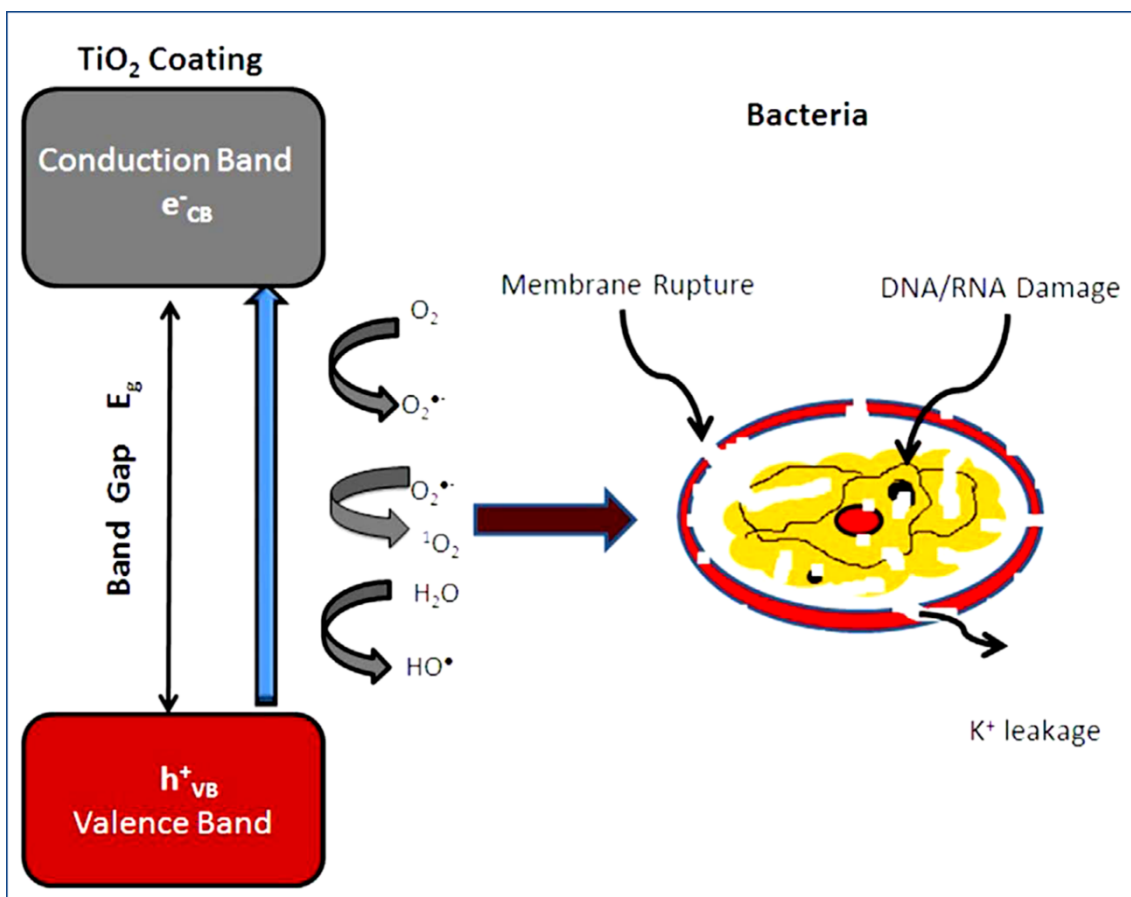 TiO₂ Coating
Conduction Band
e⁻CB
Band Gap   E₉
h⁺VB
Valence Band
O₂
O₂•⁻
O₂•⁻
¹O₂
H₂O
HO•
Bacteria
Membrane Rupture
DNA/RNA Damage
K⁺ leakage